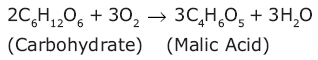 2C₆H₁₂O₆ + 3O₂ → 3C₄H₆O₅ + 3H₂O
(Carbohydrate) (Malic Acid)